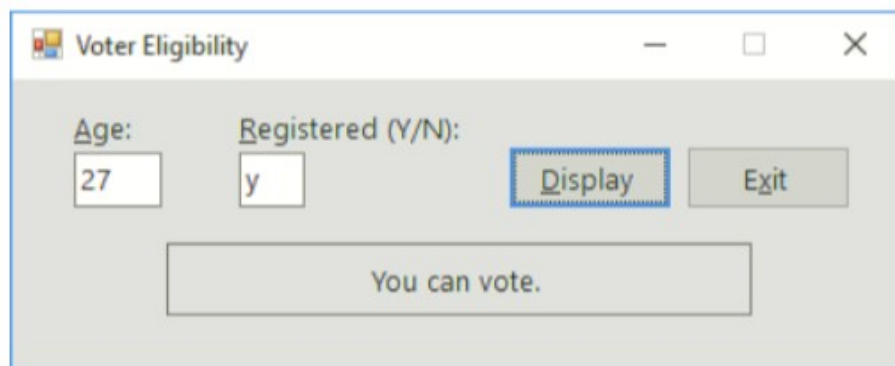 Voter Eligibility
Age: Registered (Y/N):
27 y Display Exit
You can vote.